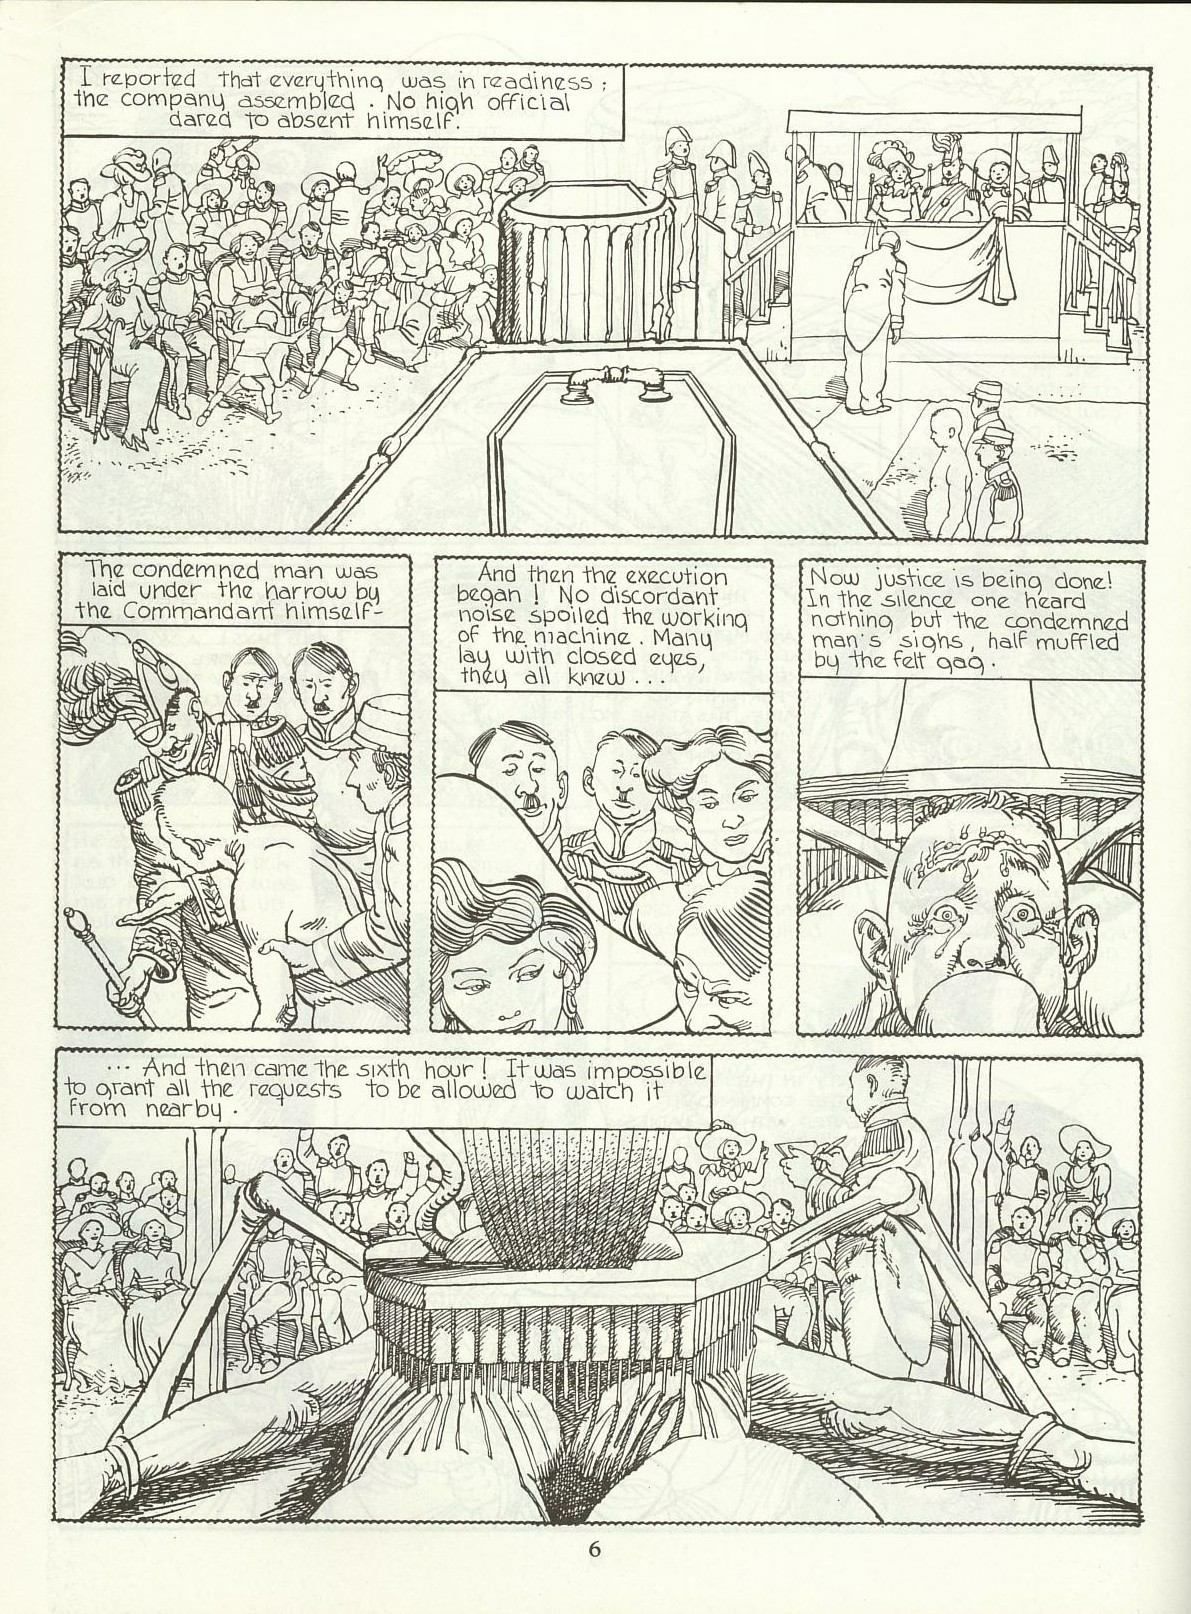 I reported that everything was in readiness ;
the company assembled . No high official
dared to absent himself.
The condemned man was
laid under the harrow by
the Commandant himself-
And then the execution
began ! No discordant
noise spoiled the working
of the machine . Many
lay with closed eyes,
they all knew ...
Now justice is being done!
In the silence one heard
nothing but the condemned
man's sighs, half muffled
by the felt gag.
... And then came the sixth hour ! It was impossible
to grant all the requests to be allowed to watch it
from nearby .
6